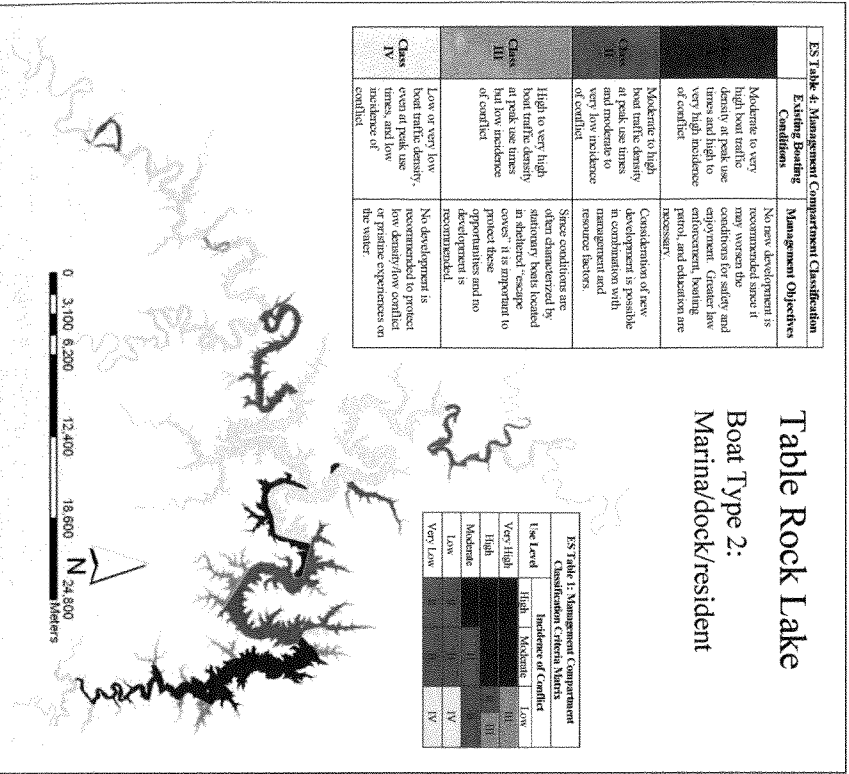 Table Rock Lake
Boat Type 2:
Marina/dock/resident
ES Table 4: Management Compartment Classification
Existing Boating
Conditions
Management Objectives
Moderate to very
high boat traffic
density at peak use
times and high to
very high incidence
of conflict
No new development is
recommended since it
may worsen the
conditions for safety and
enjoyment. Greater law
enforcement, boating
patrol, and education are
necessary.
Class
II
Moderate to high
boat traffic density
at peak use times
and moderate to
very low incidence
of conflict
Consideration of new
development is possible
in combination with
management and
resource factors.
Class
III
High to very high
boat traffic density
at peak use times
but low incidence
of conflict
Since conditions are
often characterized by
stationary boats located
in sheltered "escape
coves" it is important to
protect these
opportunities and no
development is
recommended.
Class
IV
Low or very low
boat traffic density,
even at peak use
times, and low
incidence of
conflict
No development is
recommended to protect
low density/low conflict
or pristine experiences on
the water.
ES Table 1: Management Compartment
Classification Criteria Matrix
Use Level
Incidence of Conflict
High Moderate Low
Very High III
High III
Moderate II
Low II IV
Very Low II IV
N
0 3,100 6,200 12,400 18,600 24,800
Meters